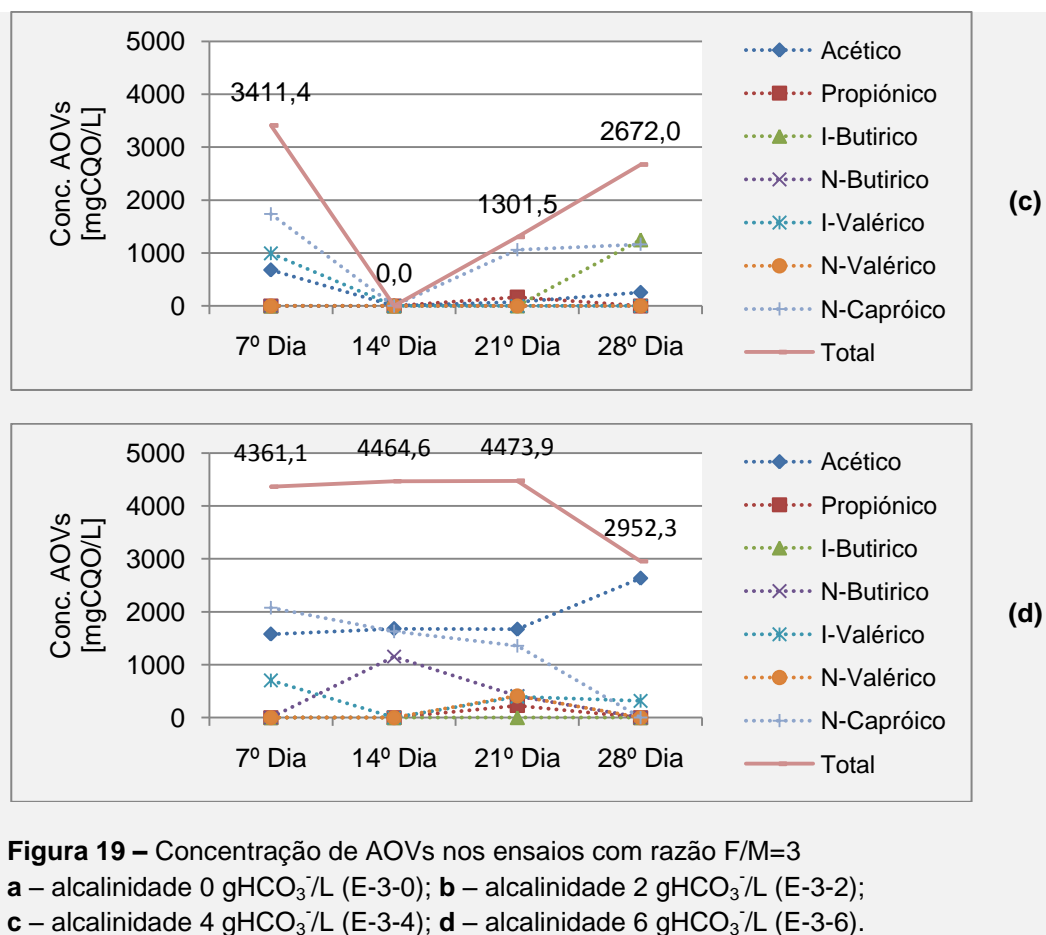 5000
4000
3000
2000
1000
0
Conc. AOVs
[mgCQO/L]
3411,4
0,0
1301,5
2672,0
7º Dia 14º Dia 21º Dia 28º Dia
Acético
Propiónico
I-Butirico
N-Butirico
I-Valérico
N-Valérico
N-Capróico
Total
(c)
5000
4000
3000
2000
1000
0
Conc. AOVs
[mgCQO/L]
4361,1
4464,6
4473,9
2952,3
7º Dia 14º Dia 21º Dia 28º Dia
Acético
Propiónico
I-Butirico
N-Butirico
I-Valérico
N-Valérico
N-Capróico
Total
(d)
Figura 19 – Concentração de AOVs nos ensaios com razão F/M=3
a – alcalinidade 0 gHCO₃⁻/L (E-3-0); b – alcalinidade 2 gHCO₃⁻/L (E-3-2);
c – alcalinidade 4 gHCO₃⁻/L (E-3-4); d – alcalinidade 6 gHCO₃⁻/L (E-3-6).